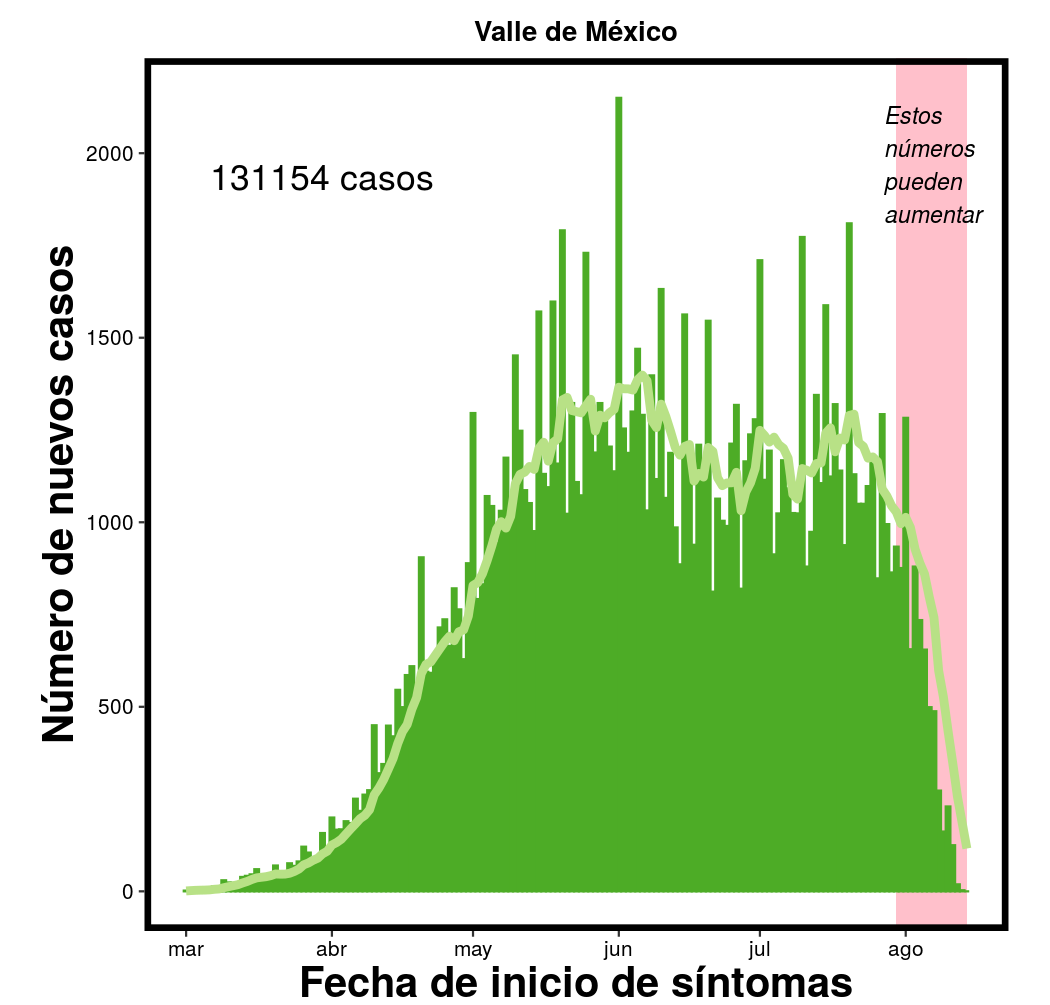 Valle de México
Estos
números
pueden
aumentar
131154 casos
Número de nuevos casos
2000
1500
1000
500
0
mar abr may jun jul ago
Fecha de inicio de síntomas